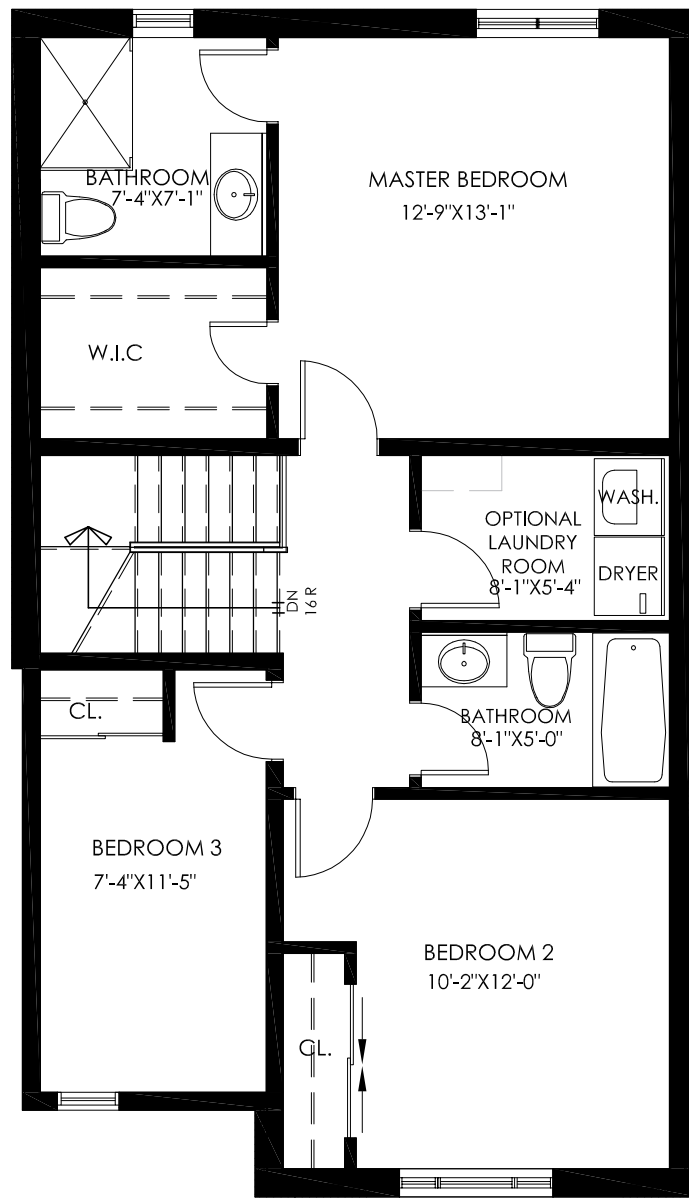 BATHROOM
7'-4"X7'-1"
MASTER BEDROOM
12'-9"X13'-1"
W.I.C
WASH.
OPTIONAL
LAUNDRY
ROOM
8'-1"X5'-4"
DRYER
DN
16 R
CL.
BATHROOM
8'-1"X5'-0"
BEDROOM 3
7'-4"X11'-5"
BEDROOM 2
10'-2"X12'-0"
CL.